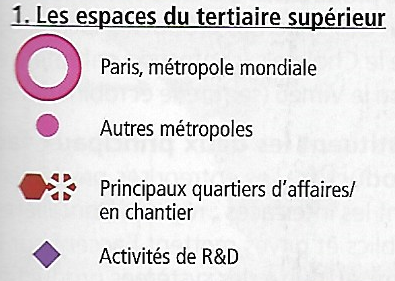 1. Les espaces du tertiaire supérieur
Paris, métropole mondiale
Autres métropoles
Principaux quartiers d'affaires/
en chantier
Activités de R&D